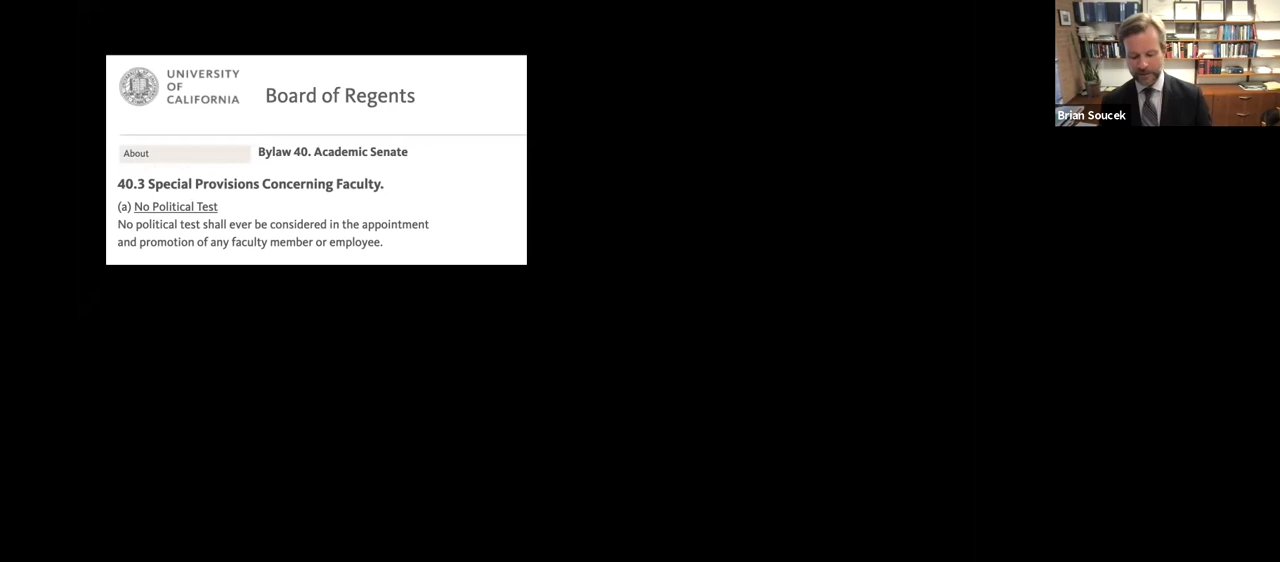 UNIVERSITY
OF
CALIFORNIA
Board of Regents
About
Bylaw 40. Academic Senate
40.3 Special Provisions Concerning Faculty.
(a) No Political Test
No political test shall ever be considered in the appointment
and promotion of any faculty member or employee.
Brian Soucek